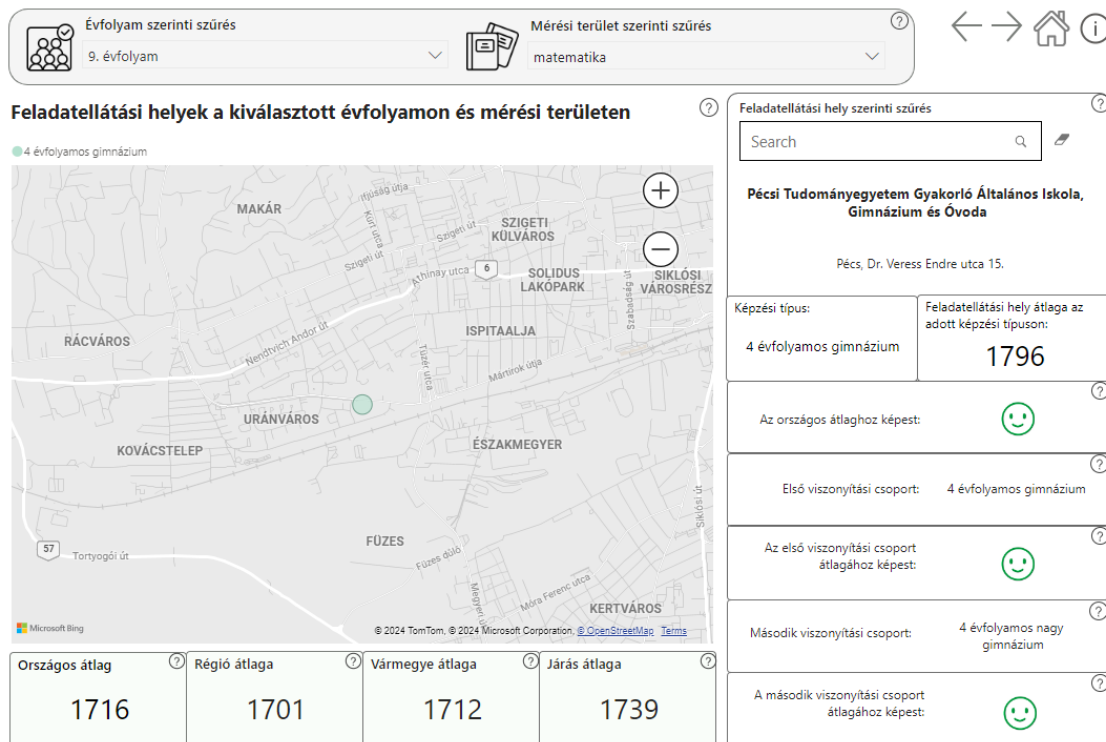 Évfolyam szerinti szűrés
9. évfolyam
Mérési terület szerinti szűrés
matematika
?
i
Feladatellátási helyek a kiválasztott évfolyamon és mérési területen
?
4 évfolyamos gimnázium
MAKÁR
Ifjúság útja
Kürt utca
Szigeti út
SZIGETI
KÜLVÁROS
Szigeti út
Athinay utca
6
SOLIDUS
LAKÓPARK
SIKLÓSI
VÁROSRÉSZ
Szabadság út
RÁCVÁROS
Nendtvich Andor út
ISPITAALJA
Tüzér utca
Mártírok útja
URÁNVÁROS
KOVÁCSTELEP
ÉSZAKMEGYER
Siklósi út
57
Tortyogói út
FÜZES
Füzes dűlő
Megyeri út
Móra Ferenc utca
KERTVÁROS
Microsoft Bing
© 2024 TomTom, © 2024 Microsoft Corporation, © OpenStreetMap Terms
Országos átlag
?
1716
Régió átlaga
?
1701
Vármegye átlaga
?
1712
Járás átlaga
?
1739
Feladatellátási hely szerinti szűrés
?
Search
Pécsi Tudományegyetem Gyakorló Általános Iskola,
Gimnázium és Óvoda
Pécs, Dr. Veress Endre utca 15.
Képzési típus:
4 évfolyamos gimnázium
Feladatellátási hely átlaga az
adott képzési típuson:
1796
?
Az országos átlaghoz képest:
?
Első viszonyítási csoport:
4 évfolyamos gimnázium
?
Az első viszonyítási csoport
átlagához képest:
?
Második viszonyítási csoport:
4 évfolyamos nagy
gimnázium
?
A második viszonyítási csoport
átlagához képest: